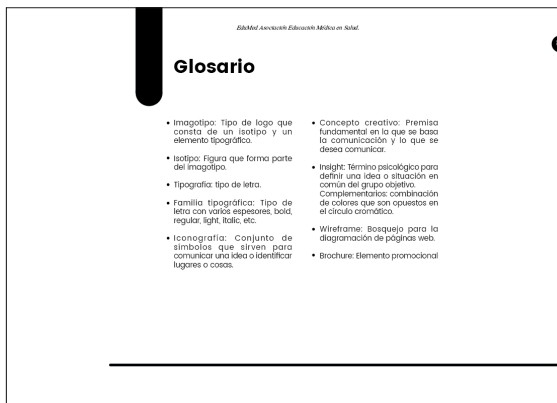 EduMed Asociación Educación Médica en Salud.
Glosario
• Imagotipo: Tipo de logo que
consta de un isotipo y un
elemento tipográfico.
• Isotipo: Figura que forma parte
del imagotipo.
• Tipografía: tipo de letra.
• Familia tipográfica: Tipo de
letra con varios espesores, bold,
regular, light, italic, etc.
• Iconografía: Conjunto de
símbolos que sirven para
comunicar una idea o identificar
lugares o cosas.
• Concepto creativo: Premisa
fundamental en la que se basa
la comunicación y lo que se
desea comunicar.
• Insight: Término psicológico para
definir una idea o situación en
común del grupo objetivo.
Complementarios: combinación
de colores que son opuestos en
el círculo cromático.
• Wireframe: Bosquejo para la
diagramación de páginas web.
• Brochure: Elemento promocional